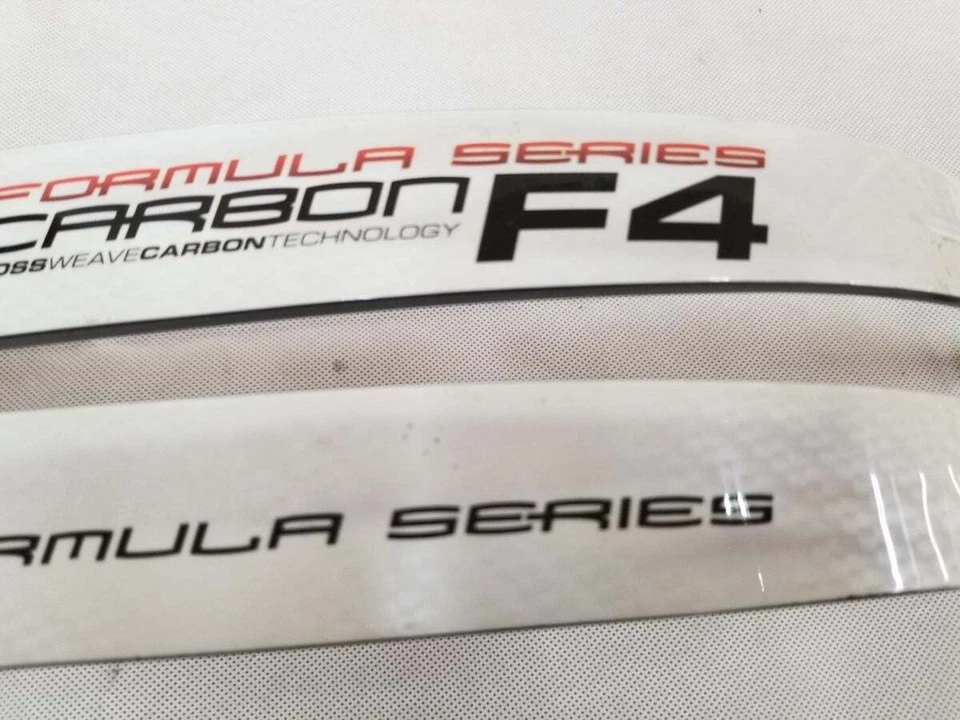 FORMULA SERIES
CARBON F4
OSSWEAVECARBONTECHNOLOGY
RMULA SERIES